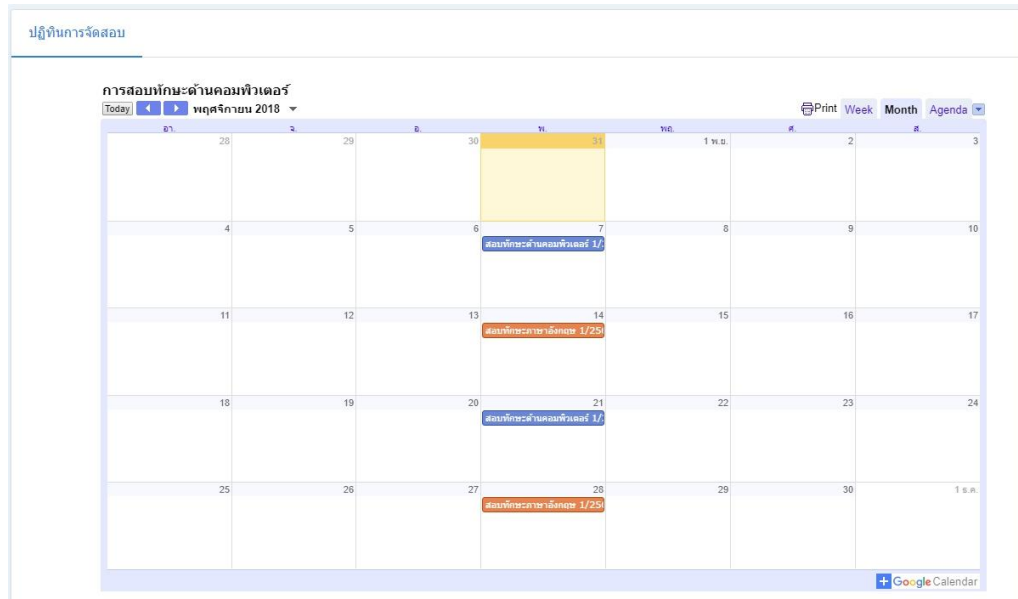 ปฏิทินการจัดสอบ
การสอบทักษะด้านคอมพิวเตอร์
Today พฤศจิกายน 2018 Print Week Month Agenda
อา. จ. อ. พ. พฤ. ศ. ส.
28 29 30 31 1 พ.ย. 2 3
4 5 6 7 8 9 10
สอบทักษะด้านคอมพิวเตอร์ 1/
11 12 13 14 15 16 17
สอบทักษะภาษาอังกฤษ 1/25
18 19 20 21 22 23 24
สอบทักษะด้านคอมพิวเตอร์ 1/
25 26 27 28 29 30 1 ธ.ค.
สอบทักษะภาษาอังกฤษ 1/25
+ Google Calendar